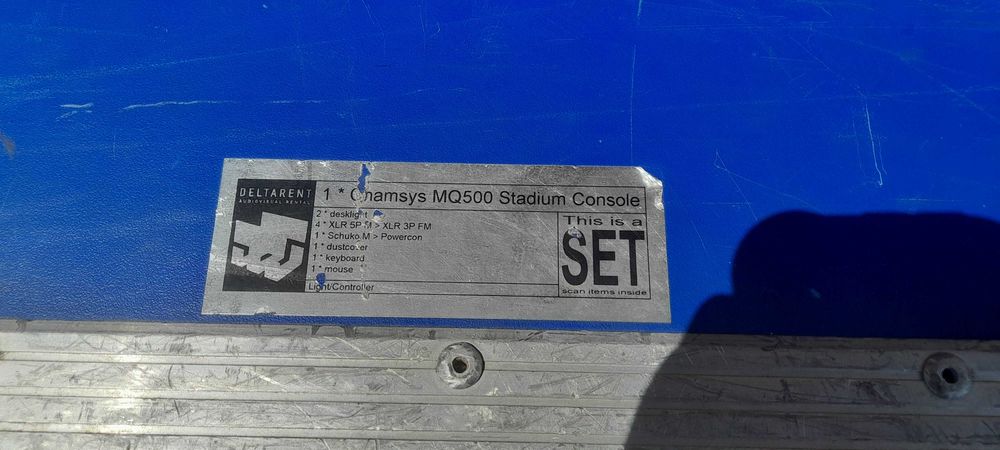 DELTARENT
AUDIOVISUAL RENTAL
1 * Chamsys MQ500 Stadium Console
2 * desklight
4 * XLR 5P M > XLR 3P FM
1 * Schuko M > Powercon
1 * dustcover
1 * keyboard
1 * mouse
Light/Controller
This is a
SET
scan items inside